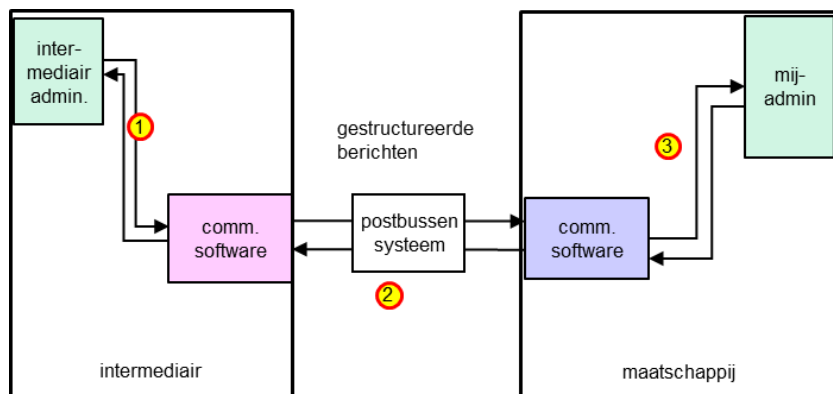 inter-
mediair
admin.
1
comm.
software
intermediair
gestructureerde
berichten
postbussen
systeem
2
mij-
admin
3
comm.
software
maatschappij